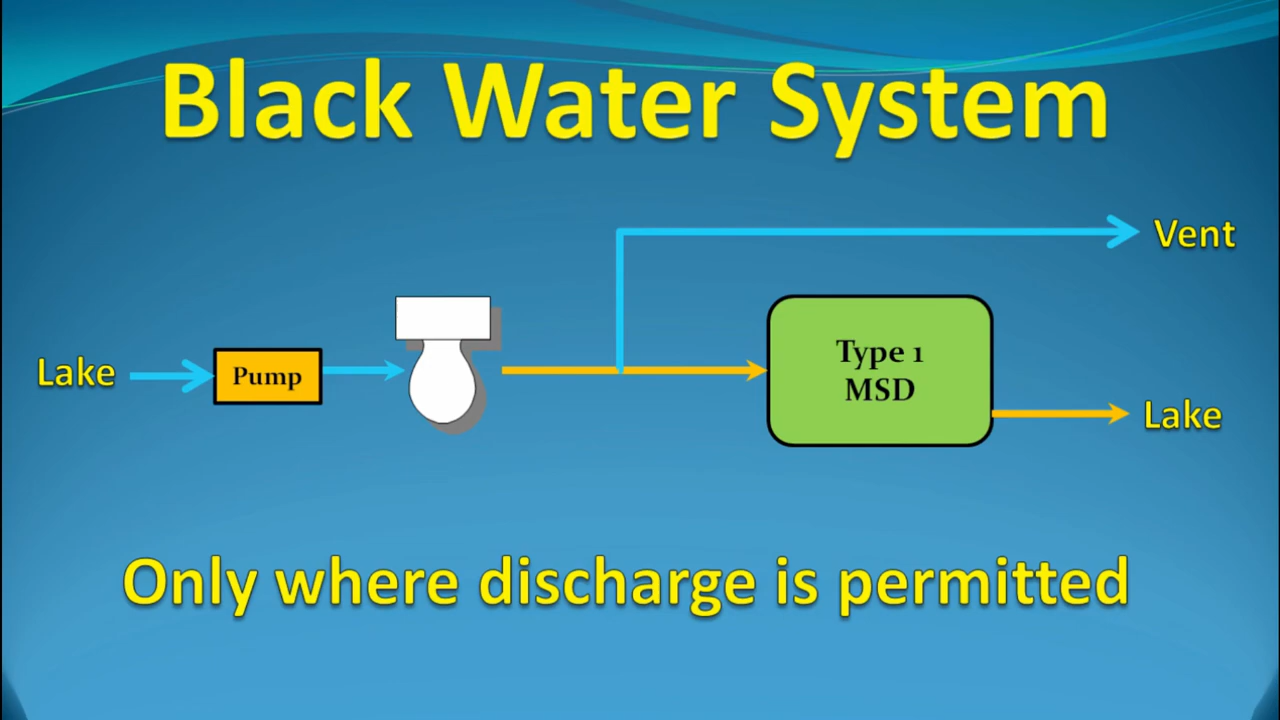 Black Water System
Vent
Lake
Pump
Type 1
MSD
Lake
Only where discharge is permitted